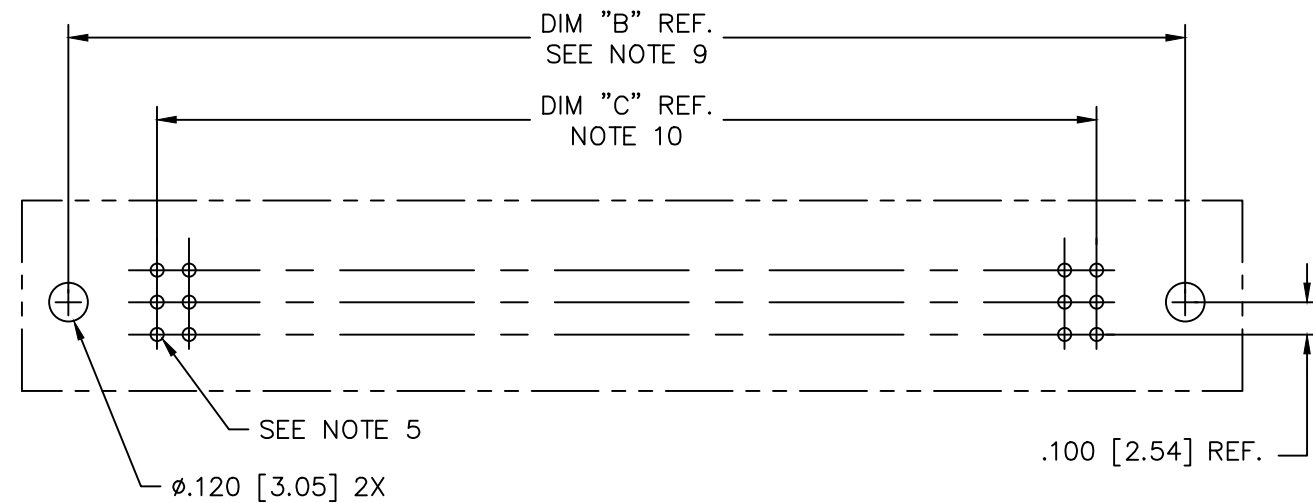 DIM "B" REF.
SEE NOTE 9
DIM "C" REF.
NOTE 10
SEE NOTE 5
.100 [2.54] REF.
ø.120 [3.05] 2X